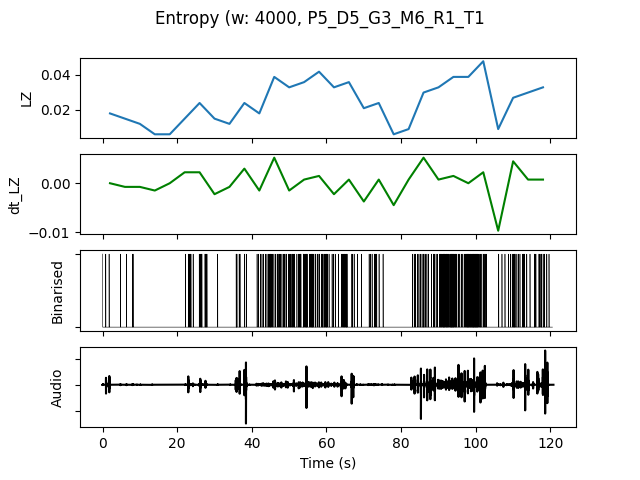 Entropy (w: 4000, P5_D5_G3_M6_R1_T1
LZ
0.04
0.02
dt_LZ
0.00
−0.01
Binarised
Audio
0 20 40 60 80 100 120
Time (s)